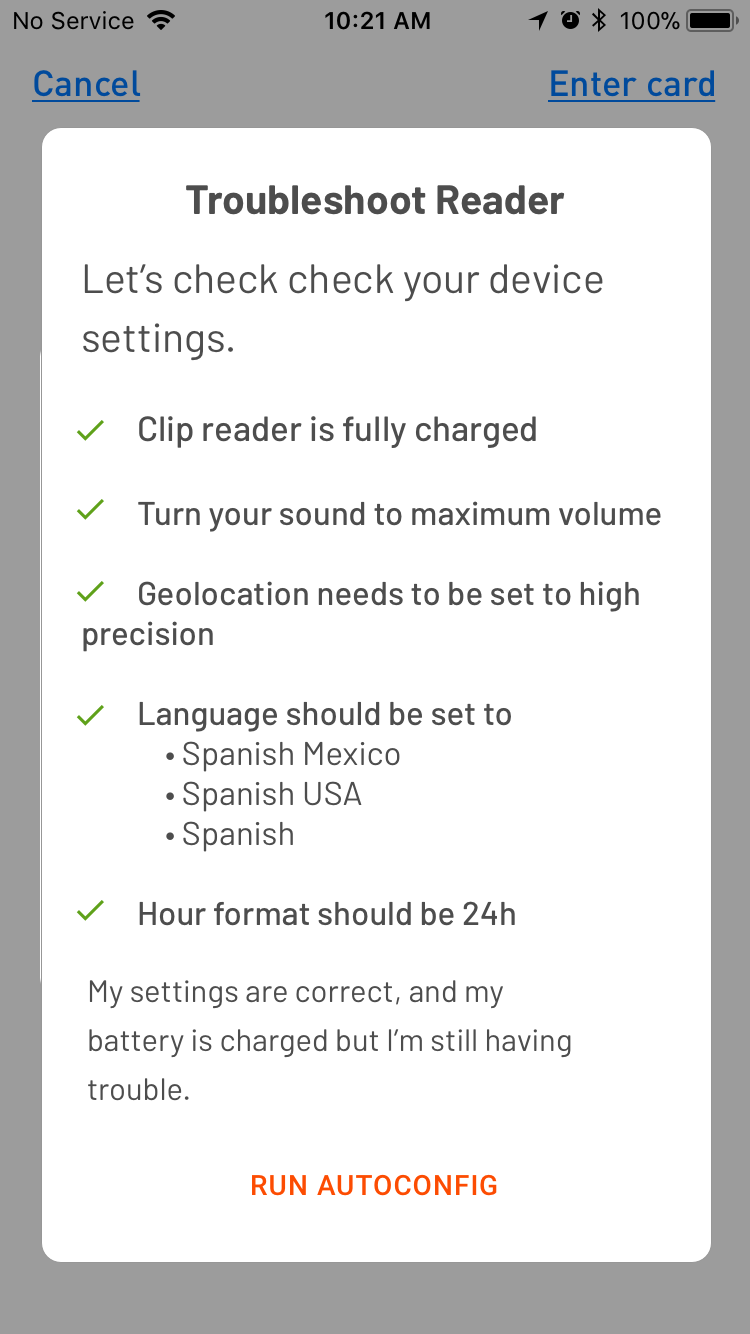 No Service 10:21 AM 100%
Cancel Enter card
Troubleshoot Reader
Let's check check your device
settings.
Clip reader is fully charged
Turn your sound to maximum volume
Geolocation needs to be set to high
precision
Language should be set to
• Spanish Mexico
• Spanish USA
• Spanish
Hour format should be 24h
My settings are correct, and my
battery is charged but I'm still having
trouble.
RUN AUTOCONFIG